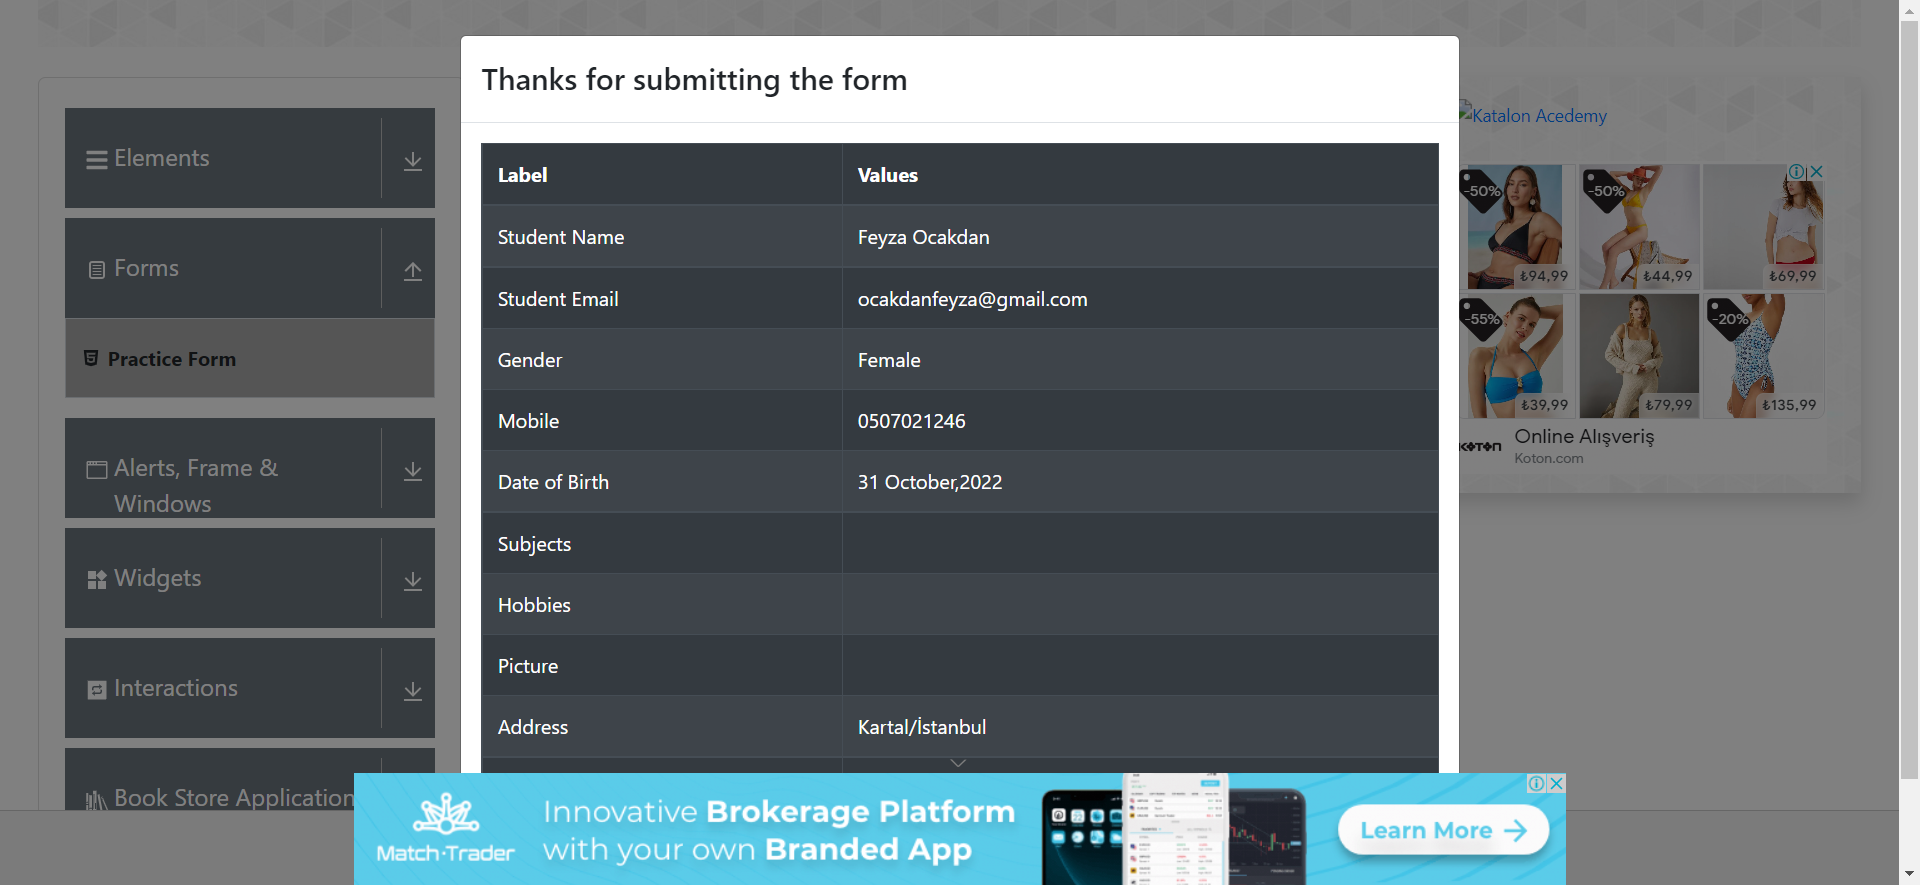 Thanks for submitting the form
Label Values
Student Name Feyza Ocakdan
Student Email ocakdanfeyza@gmail.com
Gender Female
Mobile 0507021246
Date of Birth 31 October,2022
Subjects
Hobbies
Picture
Address Kartal/İstanbul
Elements
Forms
Practice Form
Alerts, Frame &
Windows
Widgets
Interactions
Book Store Application
Katalon Acedemy
-50%
-50%
₺94,99
₺44,99
₺69,99
-55%
-20%
₺39,99
₺79,99
₺135,99
KOTON
Online Alışveriş
Koton.com
Match-Trader
Innovative Brokerage Platform
with your own Branded App
Learn More